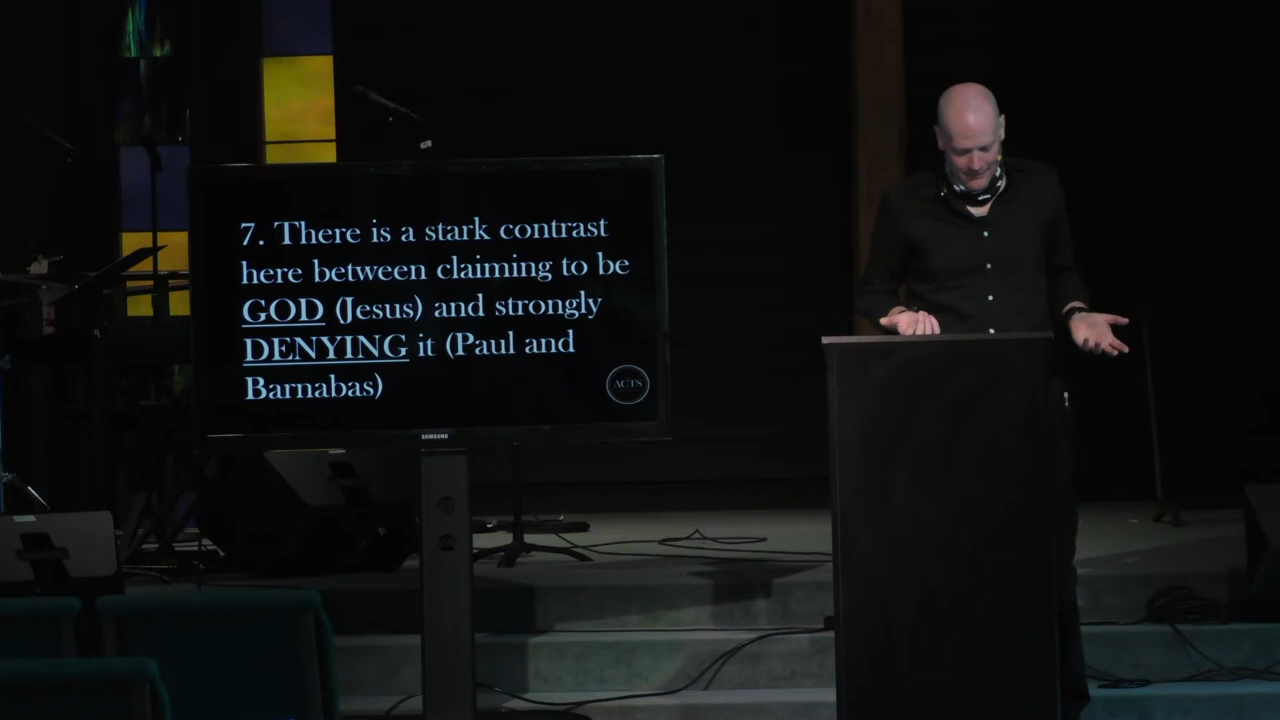 7. There is a stark contrast
here between claiming to be
GOD (Jesus) and strongly
DENYING it (Paul and
Barnabas)
ACTS
SAMSUNG